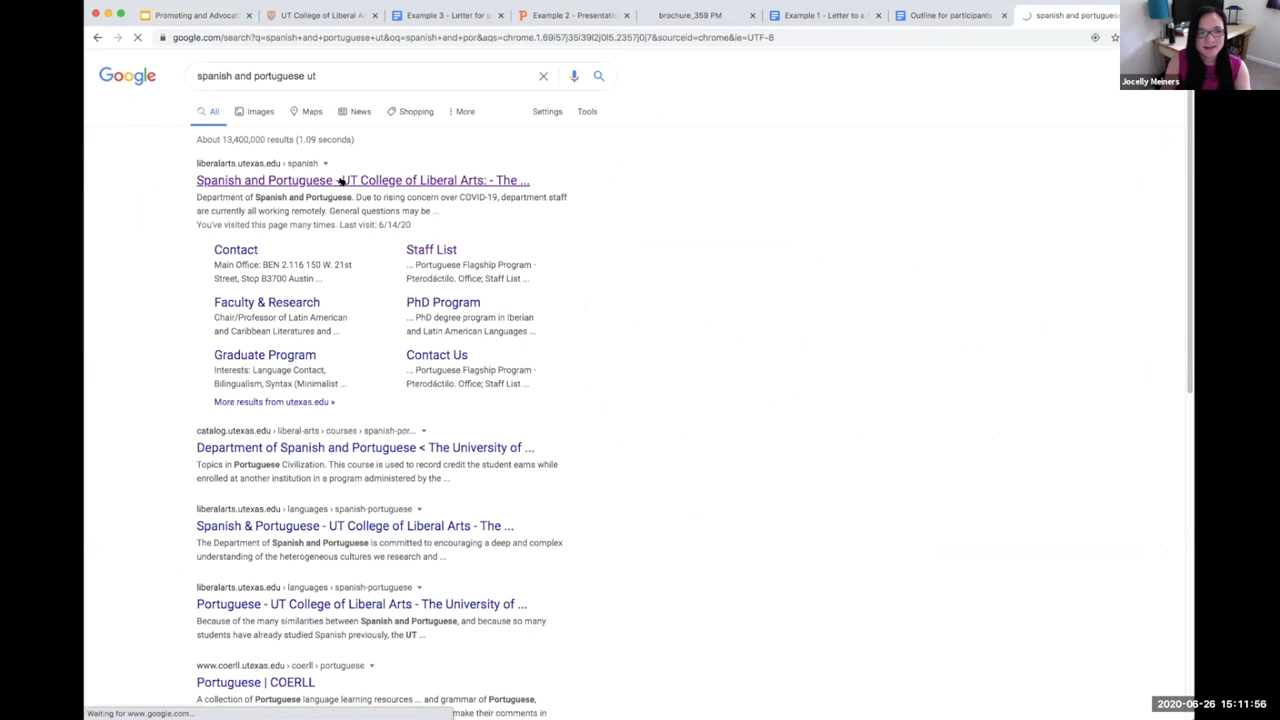 Promoting and Advocat
UT College of Liberal Ar
Example 3 - Letter for p
Example 2 - Presentatio
brochure_359 PM
Example 1 - Letter to a l
Outline for participants
spanish and portugues
google.com/search?q=spanish+and+portuguese+ut&oq=spanish+and+por&aqs=chrome.1.69i57j35i39l2j0l5.2357j0j7&sourceid=chrome&ie=UTF-8
Jocelly Meiners
Google
spanish and portuguese ut
All
Images
Maps
News
Shopping
More
Settings
Tools
About 13,400,000 results (1.09 seconds)
liberalarts.utexas.edu › spanish
Spanish and Portuguese - UT College of Liberal Arts: - The ...
Department of Spanish and Portuguese. Due to rising concern over COVID-19, department staff
are currently all working remotely. General questions may be ...
You've visited this page many times. Last visit: 6/14/20
Contact
Main Office: BEN 2.116 150 W. 21st
Street, Stop B3700 Austin ...
Staff List
... Portuguese Flagship Program ·
Pterodáctilo. Office; Staff List ...
Faculty & Research
Chair/Professor of Latin American
and Caribbean Literatures and ...
PhD Program
... PhD degree program in Iberian
and Latin American Languages ...
Graduate Program
Interests: Language Contact,
Bilingualism, Syntax (Minimalist ...
Contact Us
... Portuguese Flagship Program ·
Pterodáctilo. Office; Staff List ...
More results from utexas.edu »
catalog.utexas.edu › liberal-arts › courses › spanish-por...
Department of Spanish and Portuguese < The University of ...
Topics in Portuguese Civilization. This course is used to record credit the student earns while
enrolled at another institution in a program administered by the ...
liberalarts.utexas.edu › languages › spanish-portuguese
Spanish & Portuguese - UT College of Liberal Arts - The ...
The Department of Spanish and Portuguese is committed to encouraging a deep and complex
understanding of the heterogeneous cultures we research and ...
liberalarts.utexas.edu › languages › spanish-portuguese
Portuguese - UT College of Liberal Arts - The University of ...
Because of the many similarities between Spanish and Portuguese, and because so many
students have already studied Spanish previously, the UT ...
www.coerll.utexas.edu › coerll › portuguese
Portuguese | COERLL
A collection of Portuguese language learning resources ... and grammar of Portuguese,
make their comments in
Waiting for www.google.com...
2020-06-26 15:11:56